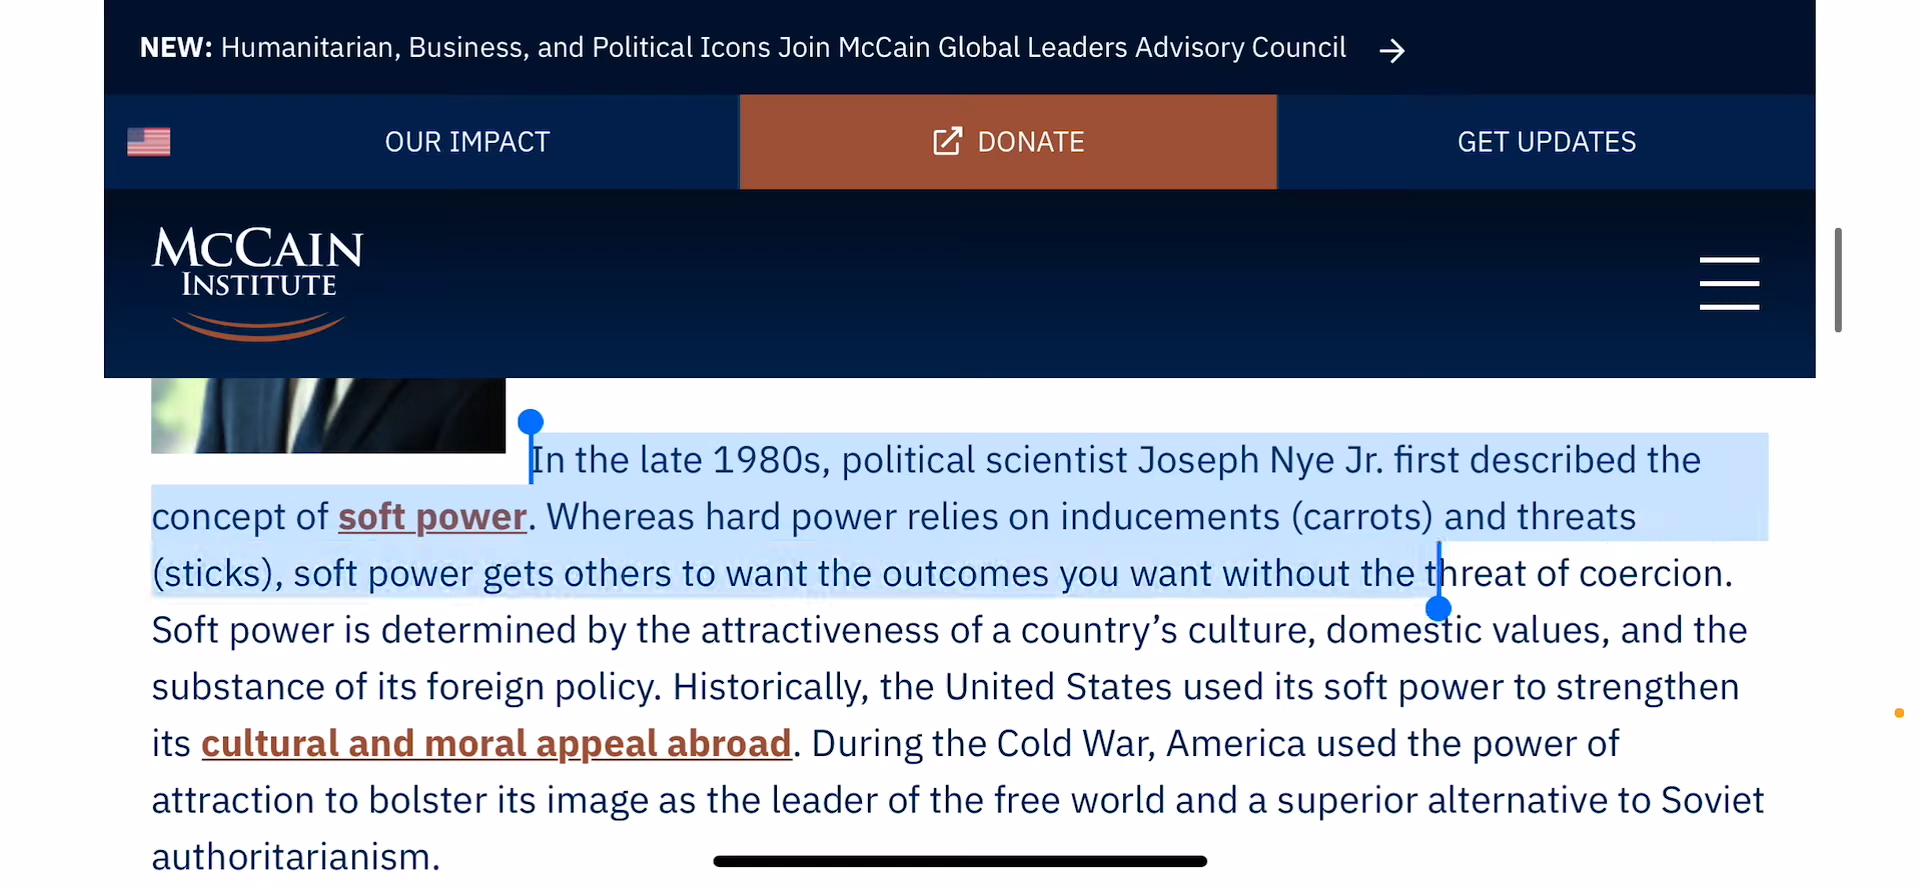 NEW: Humanitarian, Business, and Political Icons Join McCain Global Leaders Advisory Council →
OUR IMPACT
DONATE
GET UPDATES
McCAIN
INSTITUTE
In the late 1980s, political scientist Joseph Nye Jr. first described the
concept of soft power. Whereas hard power relies on inducements (carrots) and threats
(sticks), soft power gets others to want the outcomes you want without the threat of coercion.
Soft power is determined by the attractiveness of a country’s culture, domestic values, and the
substance of its foreign policy. Historically, the United States used its soft power to strengthen
its cultural and moral appeal abroad. During the Cold War, America used the power of
attraction to bolster its image as the leader of the free world and a superior alternative to Soviet
authoritarianism.